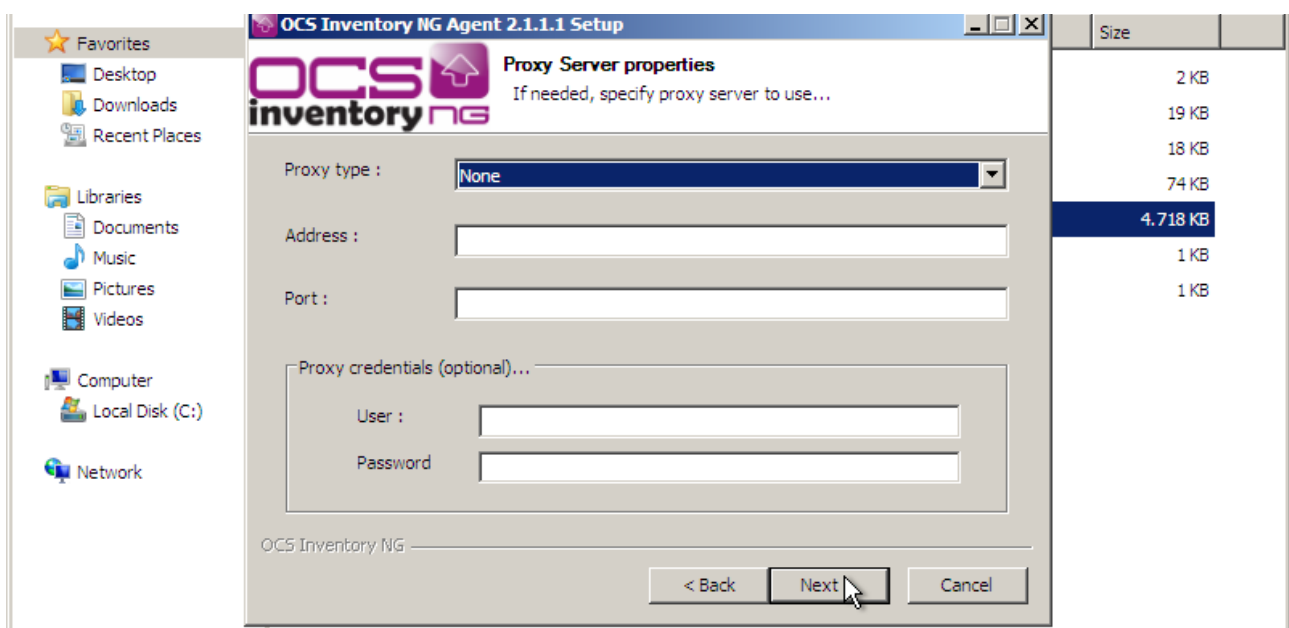 Favorites
Desktop
Downloads
Recent Places
Libraries
Documents
Music
Pictures
Videos
Computer
Local Disk (C:)
Network
OCS Inventory NG Agent 2.1.1.1 Setup
OCS
inventory NG
Proxy Server properties
If needed, specify proxy server to use...
Proxy type :
None
Address :
Port :
Proxy credentials (optional)...
User :
Password
OCS Inventory NG
< Back
Next
Cancel
Size
2 KB
19 KB
18 KB
74 KB
4.718 KB
1 KB
1 KB